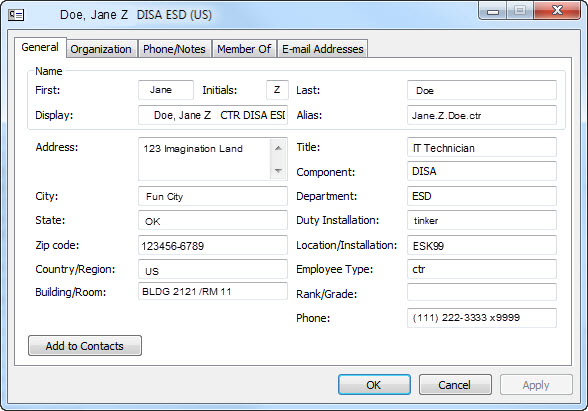 Doe, Jane Z DISA ESD (US)
General Organization Phone/Notes Member Of E-mail Addresses
Name
First: Jane Initials: Z Last: Doe
Display: Doe, Jane Z CTR DISA ESD Alias: Jane.Z.Doe.ctr
Address: 123 Imagination Land Title: IT Technician
Component: DISA
City: Fun City Department: ESD
State: OK Duty Installation: tinker
Zip code: 123456-6789 Location/Installation: ESK99
Country/Region: US Employee Type: ctr
Building/Room: BLDG 2121 /RM 11 Rank/Grade:
Phone: (111) 222-3333 x9999
Add to Contacts
OK Cancel Apply